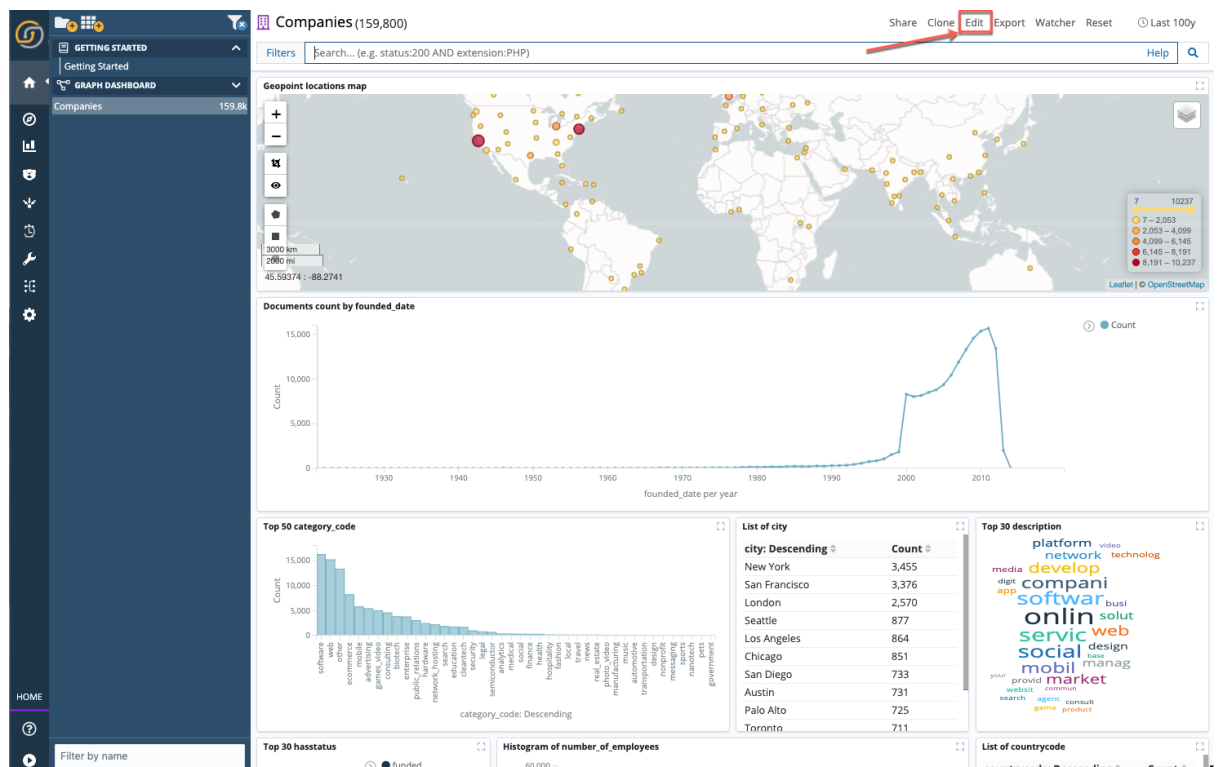 Companies (159,800)
Share Clone Edit Export Watcher Reset Last 100y
GETTING STARTED
Getting Started
GRAPH DASHBOARD
Companies 159.8k
Filters Search... (e.g. status:200 AND extension:PHP) Help
Geopoint locations map
+
−
3000 km
2000 mi
45.59374 : -88.2741
7 10237
7 – 2,053
2,053 – 4,099
4,099 – 6,145
6,145 – 8,191
8,191 – 10,237
Leaflet | © OpenStreetMap
Documents count by founded_date
Count
15,000
10,000
5,000
0
Count
1930 1940 1950 1960 1970 1980 1990 2000 2010
founded_date per year
Top 50 category_code
15,000
10,000
5,000
0
Count
software
web
other
ecommerce
mobile
advertising
games_video
consulting
biotech
enterprise
public_relations
hardware
network_hosting
search
education
cleantech
security
legal
semiconductor
analytics
medical
social
finance
health
hospitality
fashion
local
travel
news
real_estate
photo_video
manufacturing
music
automotive
transportation
design
nonprofit
messaging
sports
nanotech
pets
government
category_code: Descending
List of city
city: Descending Count
New York 3,455
San Francisco 3,376
London 2,570
Seattle 877
Los Angeles 864
Chicago 851
San Diego 733
Austin 731
Palo Alto 725
Toronto 711
Top 30 description
platform video
network technolog
media develop
digit compani
app softwar busi
onlin solut
servic web
social design
base
mobil manag
your provid market
websit commun
search agenc consult
game product
HOME
Filter by name
Top 30 hasstatus
funded
Histogram of number_of_employees
60,000
List of countrycode
countrycode: Descending Count